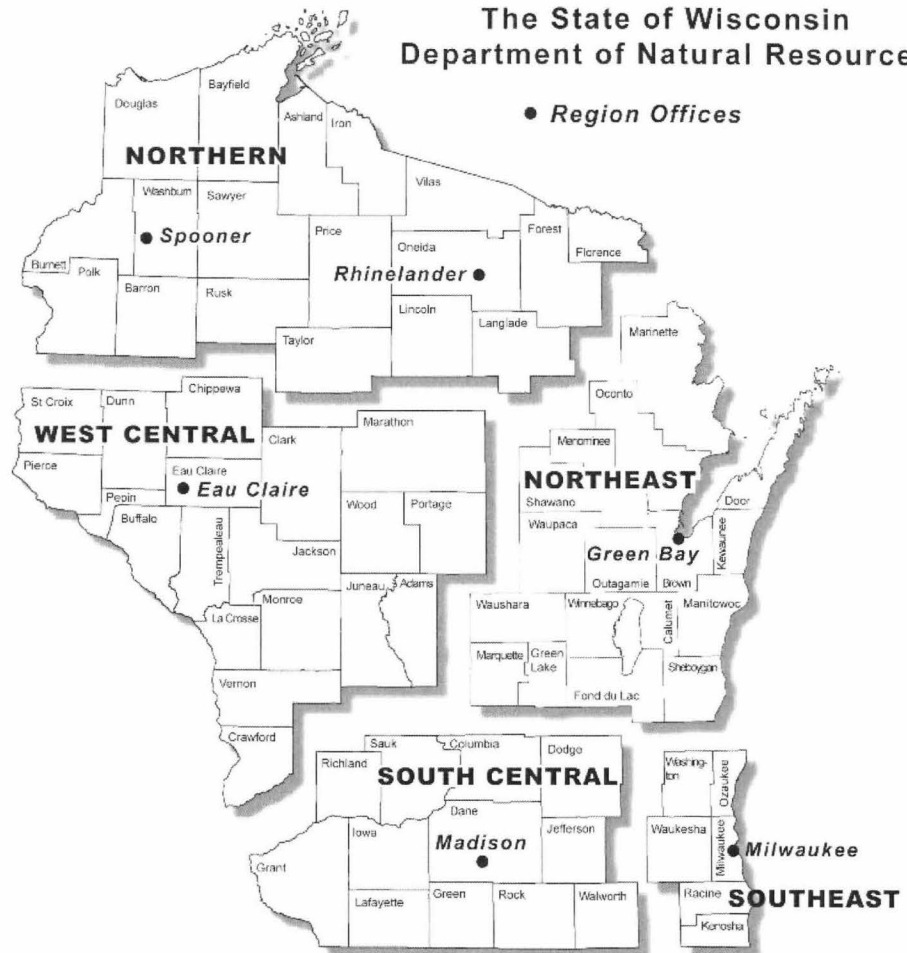 The State of Wisconsin
Department of Natural Resource
Region Offices
Bayfield
Douglas
Ashland
Iron
NORTHERN
Vilas
Washburn
Sawyer
Price
Forest
Spooner
Oneida
Florence
Rhinelander
Burnett
Polk
Barron
Rusk
Lincoln
Langlade
Taylor
Marinette
Chippewa
St Croix
Dunn
Oconto
WEST CENTRAL
Clark
Marathon
Menominee
Pierce
Eau Claire
Eau Claire
NORTHEAST
Pepin
Wood
Portage
Shawano
Door
Buffalo
Waupaca
Trempealeau
Jackson
Green Bay
Kewaunee
Juneau
Adams
Outagamie
Brown
Monroe
Waushara
Winnebago
Calumet
Manitowoc
La Crosse
Marquette
Green
Lake
Sheboygan
Vernon
Fond du Lac
Crawford
Sauk
Columbia
Dodge
Richland
SOUTH CENTRAL
Washing-
ton
Ozaukee
Dane
Iowa
Jefferson
Waukesha
Milwaukee
Madison
Milwaukee
Grant
Lafayette
Green
Rock
Walworth
Racine
SOUTHEAST
Kenosha